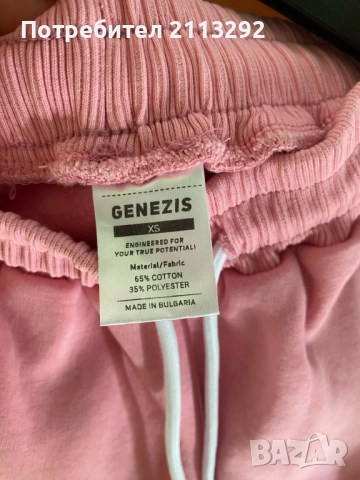 Потребител 2113292
GENEZIS
XS
ENGINEERED FOR
YOUR TRUE POTENTIAL!
Material/Fabric
65% COTTON
35% POLYESTER
MADE IN BULGARIA
BAZAR